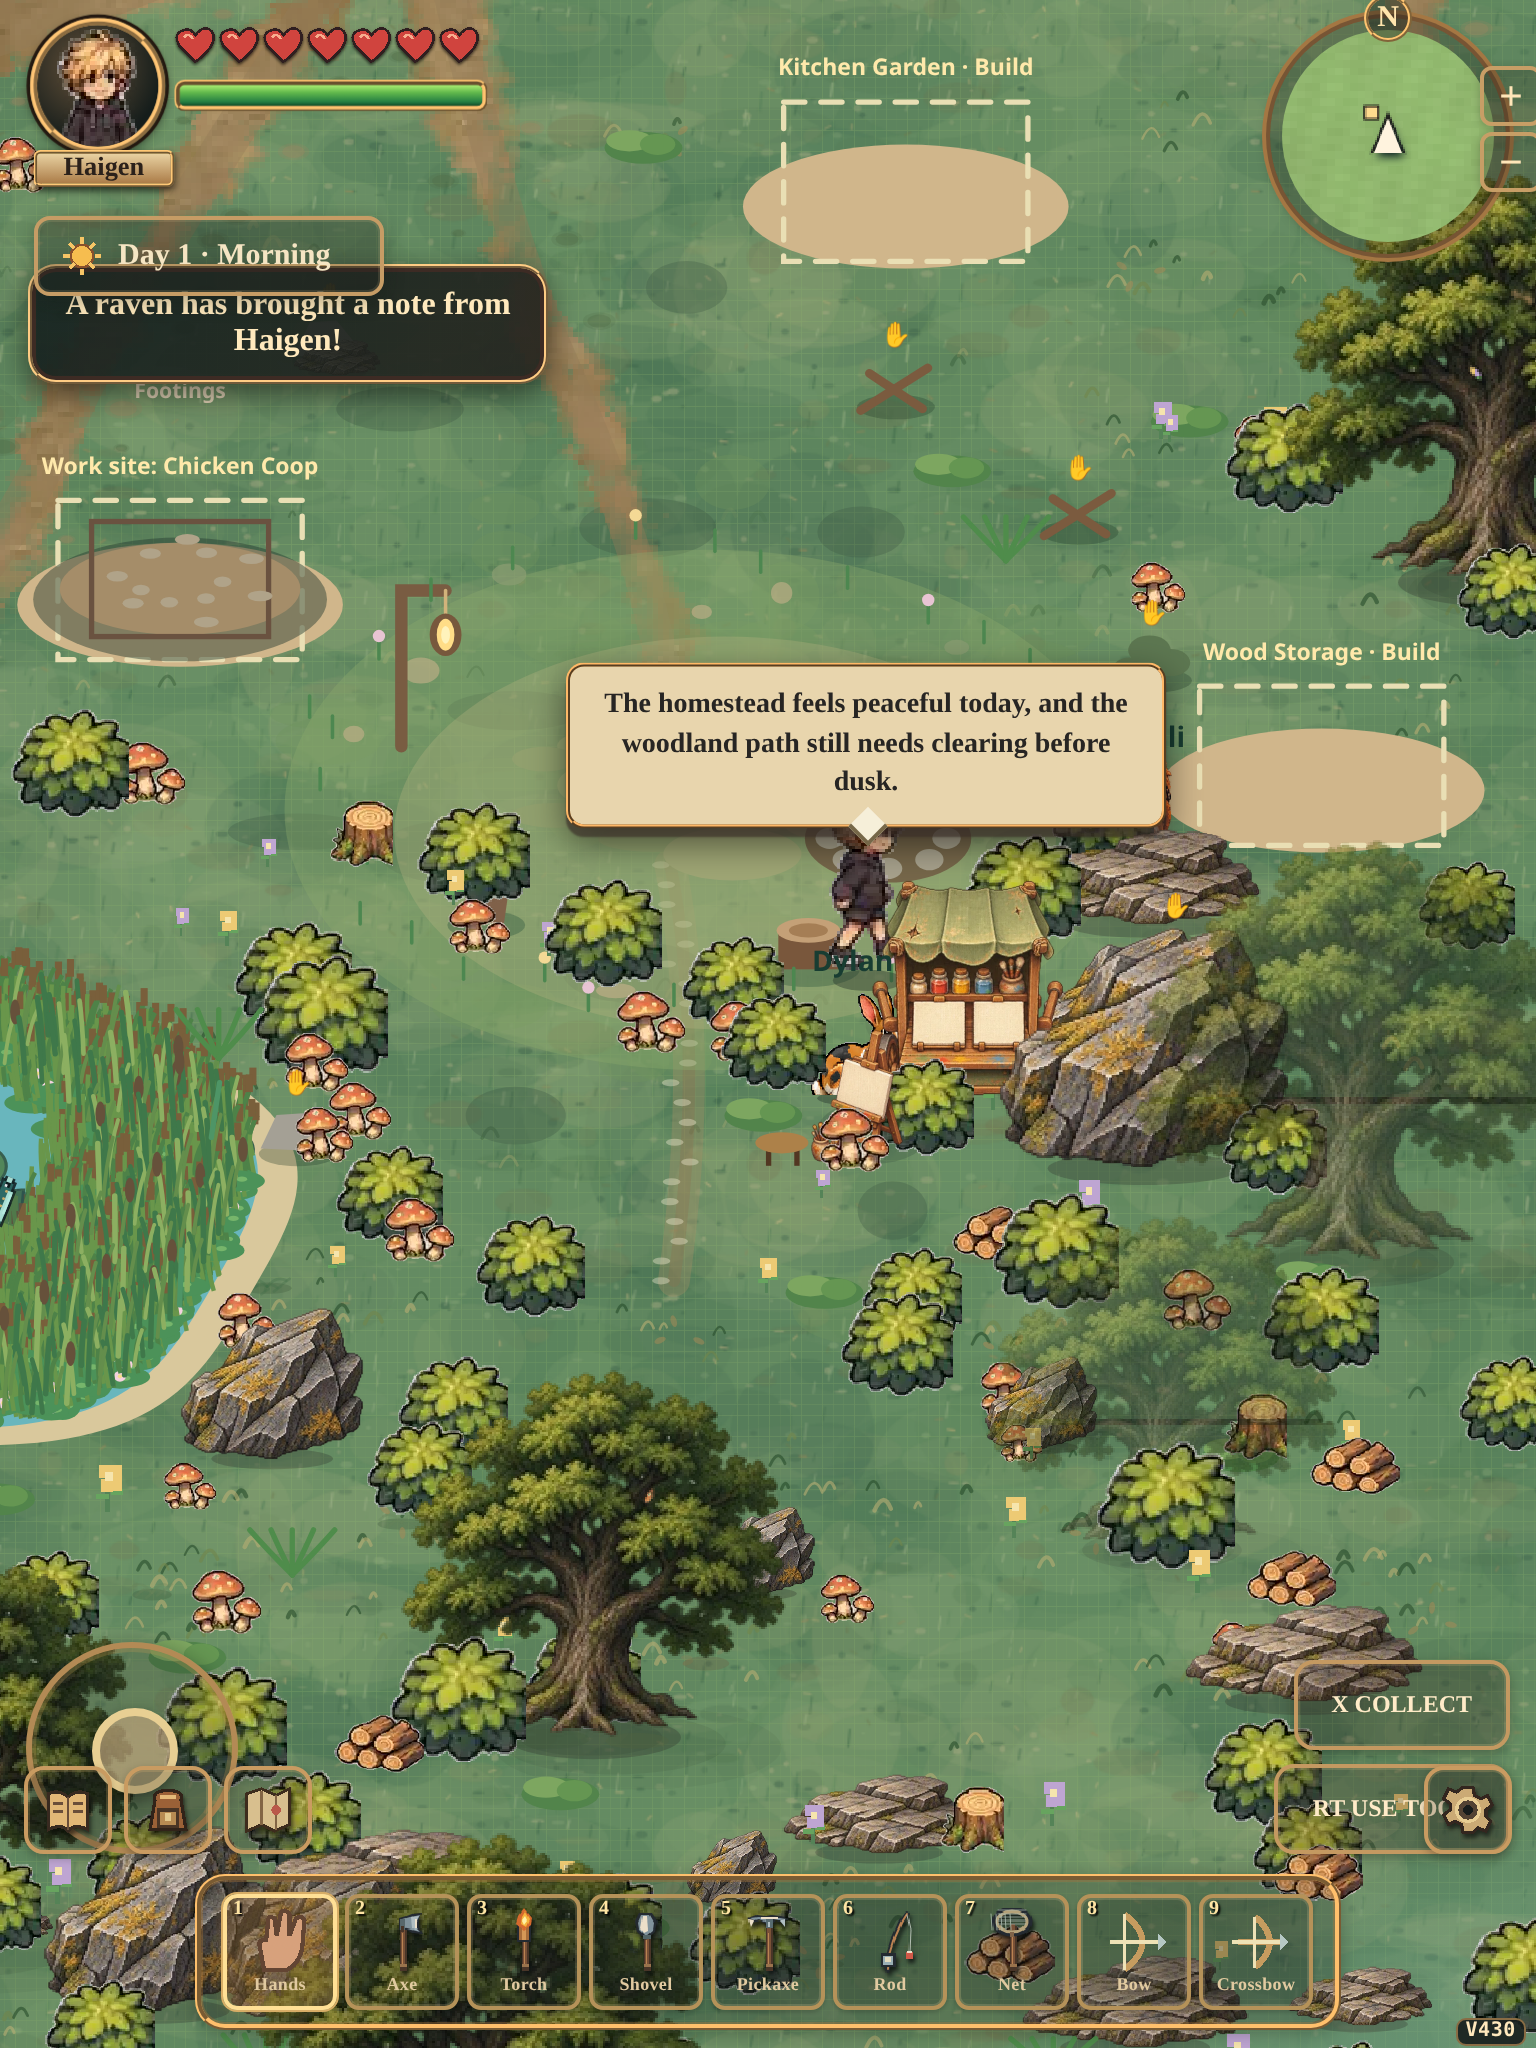 N
Kitchen Garden · Build
+
−
Haigen
Day 1 · Morning
A raven has brought a note from
Haigen!
Footings
Work site: Chicken Coop
Wood Storage · Build
The homestead feels peaceful today, and the
woodland path still needs clearing before
dusk.
li
Dylan
X COLLECT
RT USE TOO
1 Hands
2 Axe
3 Torch
4 Shovel
5 Pickaxe
6 Rod
7 Net
8 Bow
9 Crossbow
V430